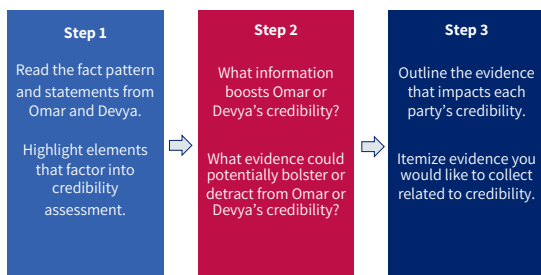 Step 1
Read the fact pattern
and statements from
Omar and Devya.
Highlight elements
that factor into
credibility
assessment.
Step 2
What information
boosts Omar or
Devya’s credibility?
What evidence could
potentially bolster or
detract from Omar or
Devya’s credibility?
Step 3
Outline the evidence
that impacts each
party’s credibility.
Itemize evidence you
would like to collect
related to credibility.